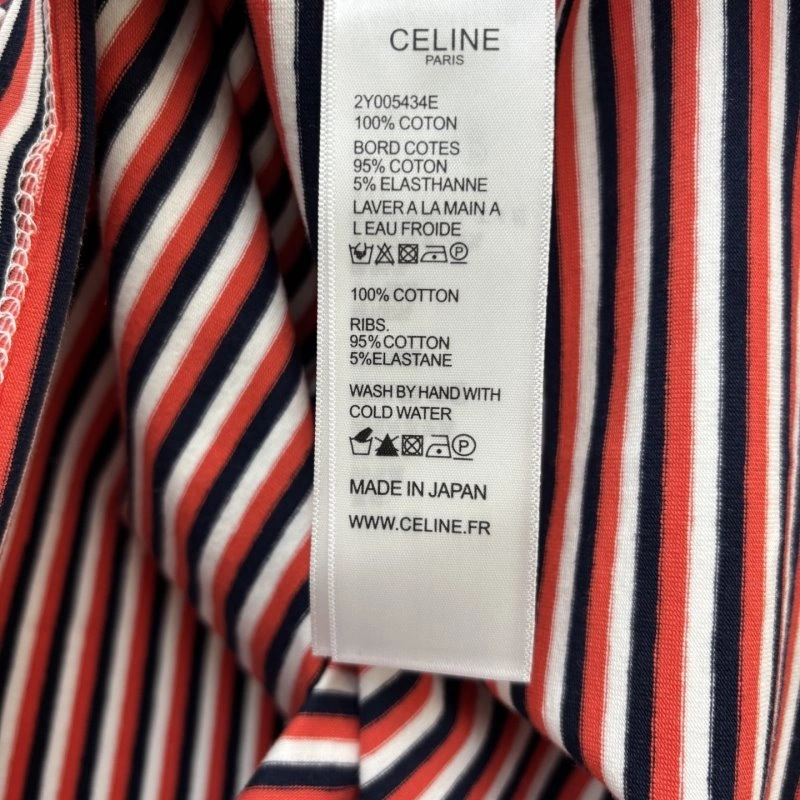 CELINE
PARIS
2Y005434E
100% COTON
BORD COTES
95% COTON
5% ELASTHANNE
LAVER A LA MAIN A
L EAU FROIDE
100% COTTON
RIBS.
95% COTTON
5%ELASTANE
WASH BY HAND WITH
COLD WATER
MADE IN JAPAN
WWW.CELINE.FR